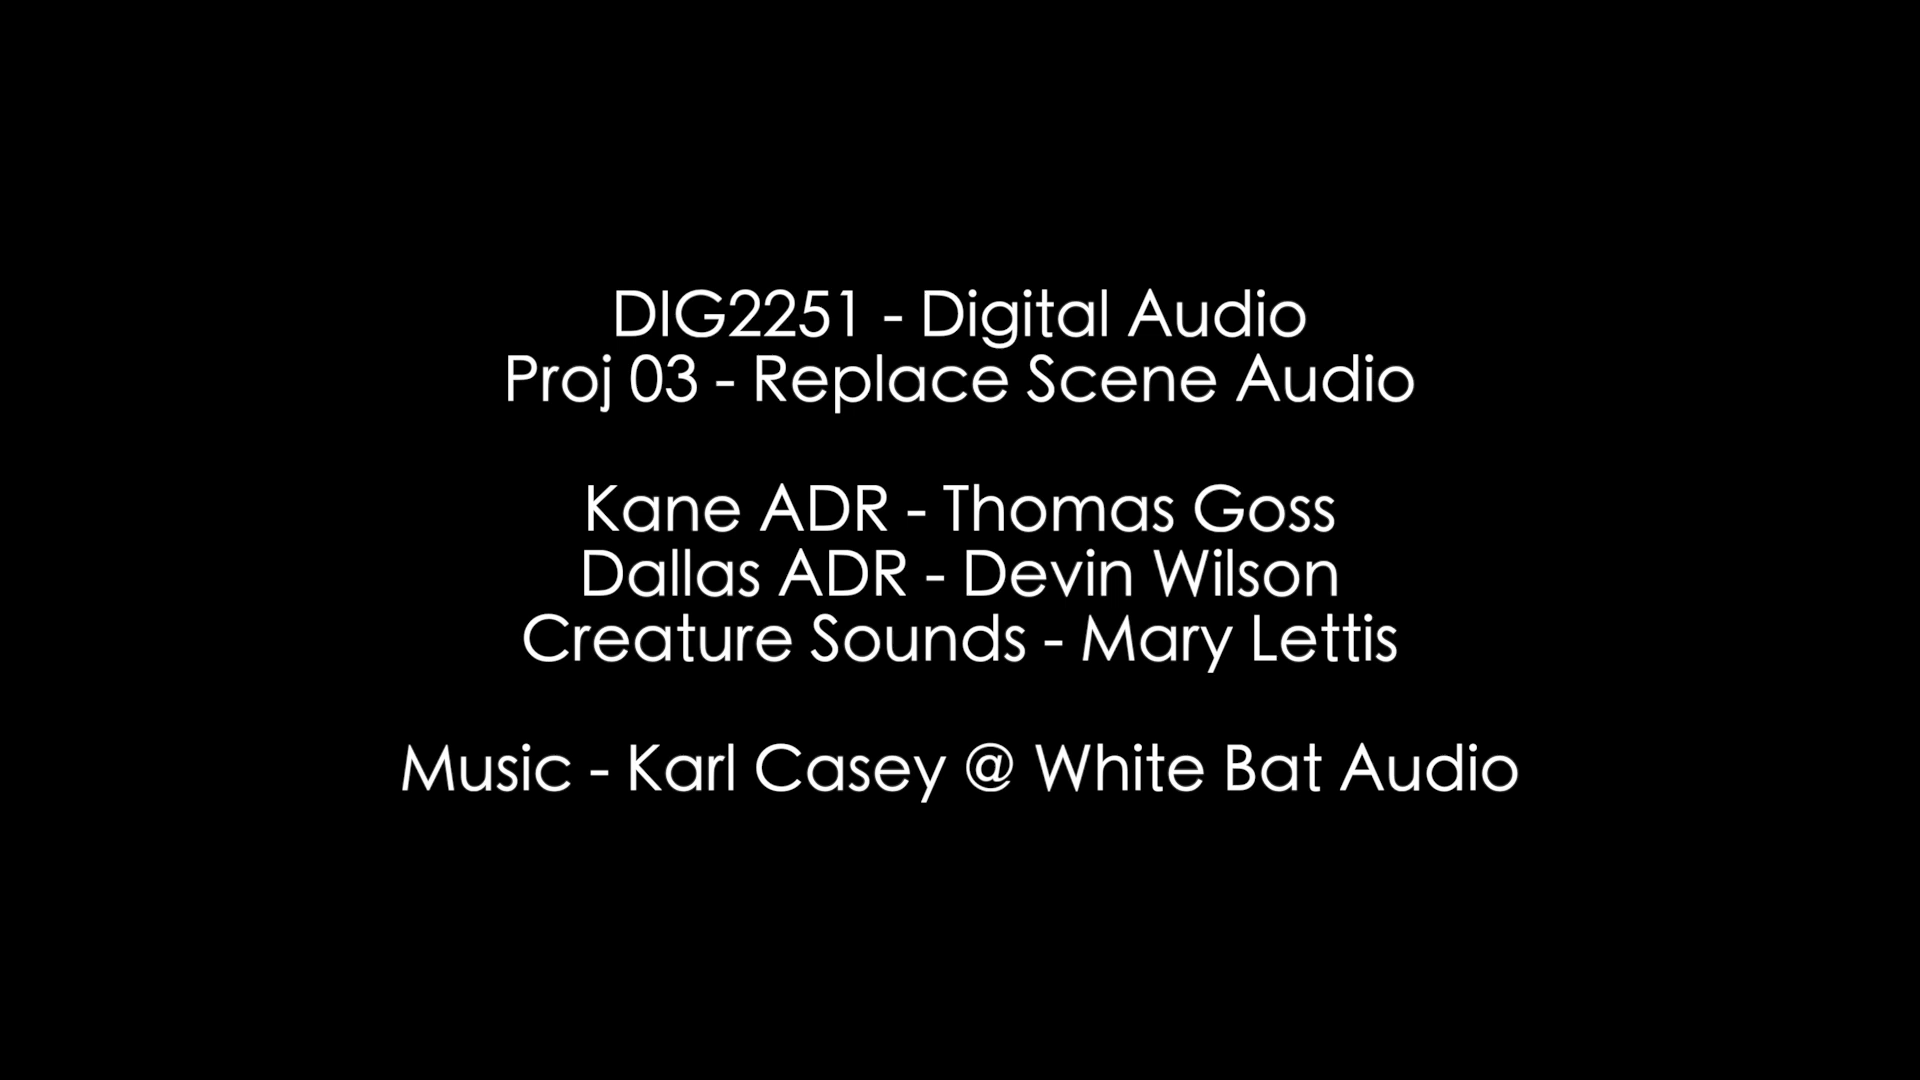 DIG2251 - Digital Audio
Proj 03 - Replace Scene Audio
Kane ADR - Thomas Goss
Dallas ADR - Devin Wilson
Creature Sounds - Mary Lettis
Music - Karl Casey @ White Bat Audio